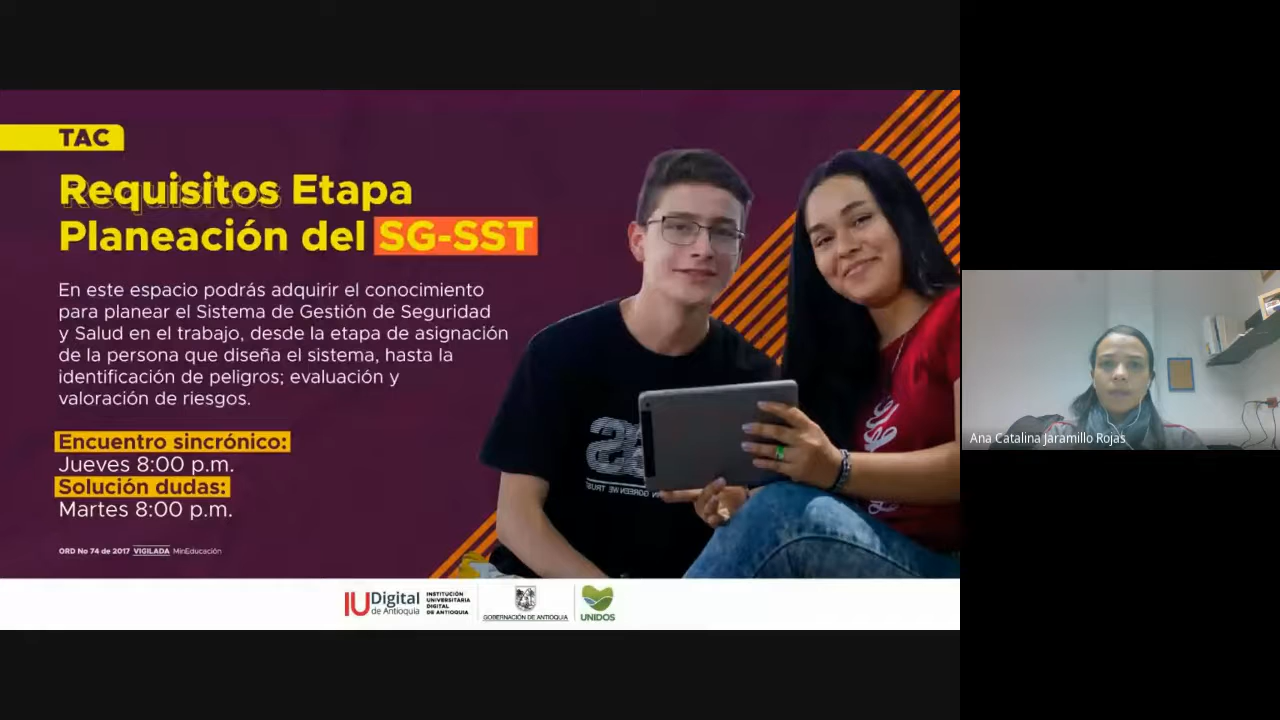 TAC
Requisitos Etapa
Planeación del SG-SST
En este espacio podrás adquirir el conocimiento
para planear el Sistema de Gestión de Seguridad
y Salud en el trabajo, desde la etapa de asignación
de la persona que diseña el sistema, hasta la
identificación de peligros; evaluación y
valoración de riesgos.
Encuentro sincrónico:
Jueves 8:00 p.m.
Solución dudas:
Martes 8:00 p.m.
ORD No 74 de 2017 VIGILADA MinEducación
IU Digital
de Antioquia
INSTITUCIÓN
UNIVERSITARIA
DIGITAL
DE ANTIOQUIA
GOBERNACIÓN DE ANTIOQUIA
UNIDOS
Ana Catalina Jaramillo Rojas